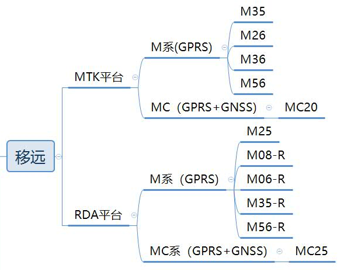 移远
MTK平台
M系(GPRS)
M35
M26
M36
M56
MC（GPRS+GNSS)
MC20
RDA平台
M系（GPRS)
M25
M08-R
M06-R
M35-R
M56-R
MC系（GPRS+GNSS)
MC25